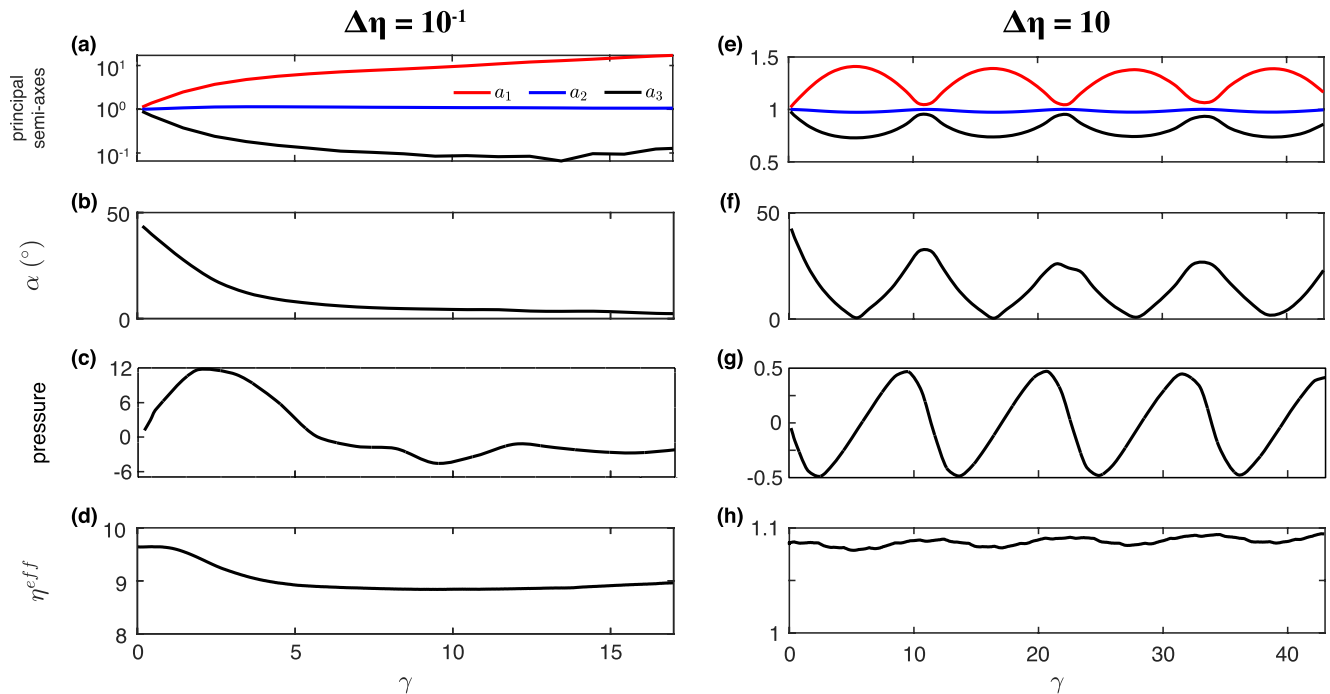 Δη = 10⁻¹
Δη = 10
(a)
principal
semi-axes
10¹
10⁰
10⁻¹
a₁ a₂ a₃
(e)
1.5
1
0.5
(b)
α (°)
50
0
(f)
50
0
(c)
pressure
12
6
0
-6
(g)
0.5
0
-0.5
(d)
η^eff
10
9
8
0 5 10 15
γ
(h)
1.1
1
0 10 20 30 40
γ